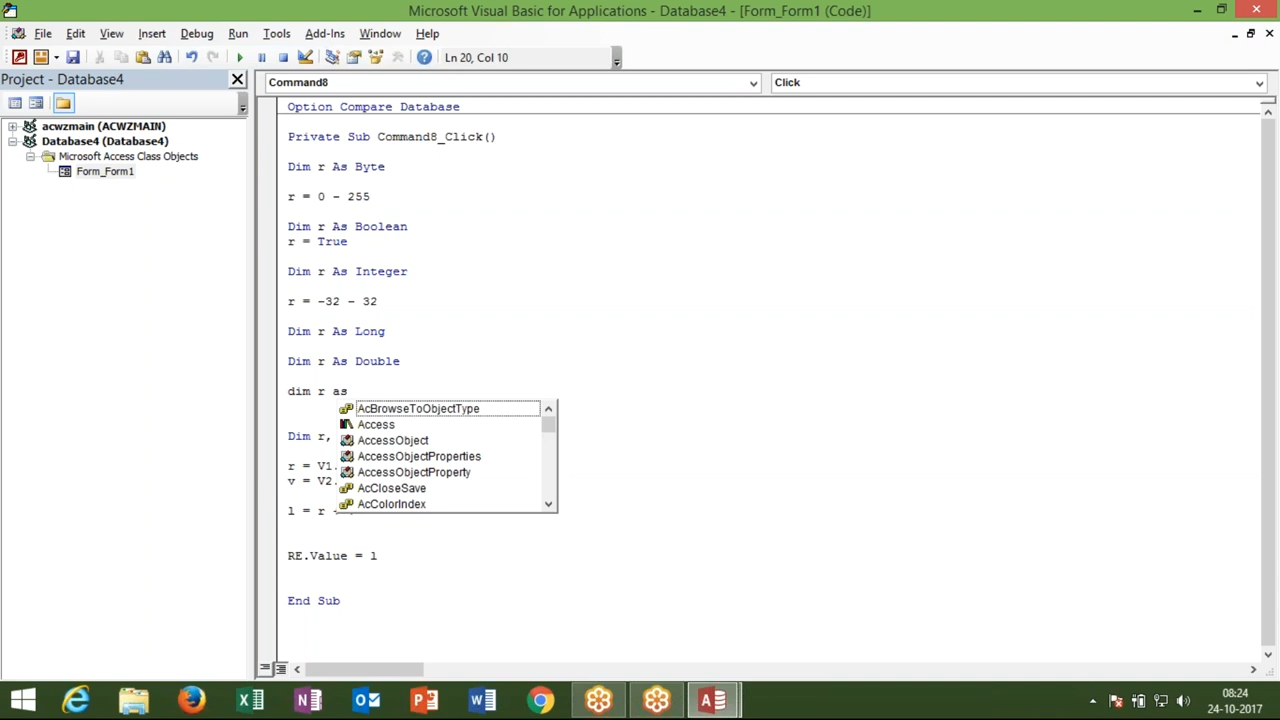 Microsoft Visual Basic for Applications - Database4 - [Form_Form1 (Code)]
File Edit View Insert Debug Run Tools Add-Ins Window Help
Ln 20, Col 10
Project - Database4
Command8 Click
acwzmain (ACWZMAIN)
Database4 (Database4)
Microsoft Access Class Objects
Form_Form1
Option Compare Database
Private Sub Command8_Click()
Dim r As Byte
r = 0 - 255
Dim r As Boolean
r = True
Dim r As Integer
r = -32 - 32
Dim r As Long
Dim r As Double
dim r as
AcBrowseToObjectType
Access
AccessObject
AccessObjectProperties
AccessObjectProperty
AcCloseSave
AcColorIndex
Dim r,
r = V1.
v = V2.
l = r
RE.Value = l
End Sub
08:24
24-10-2017